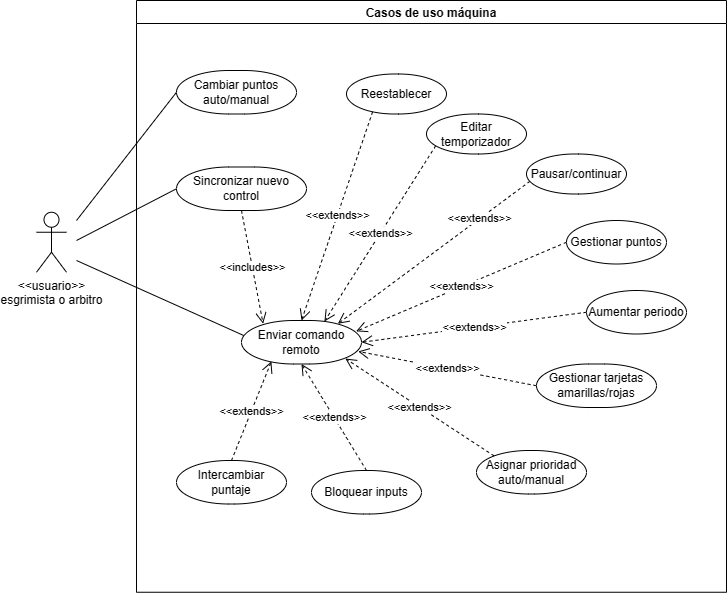 Casos de uso máquina
Cambiar puntos
auto/manual
Reestablecer
Editar
temporizador
Sincronizar nuevo
control
Pausar/continuar
<<extends>>
<<extends>>
<<extends>>
Gestionar puntos
<<includes>>
<<usuario>>
esgrimista o arbitro
<<extends>>
Aumentar periodo
<<extends>>
Enviar comando
remoto
<<extends>>
Gestionar tarjetas
amarillas/rojas
<<extends>>
<<extends>>
<<extends>>
Intercambiar
puntaje
Bloquear inputs
Asignar prioridad
auto/manual